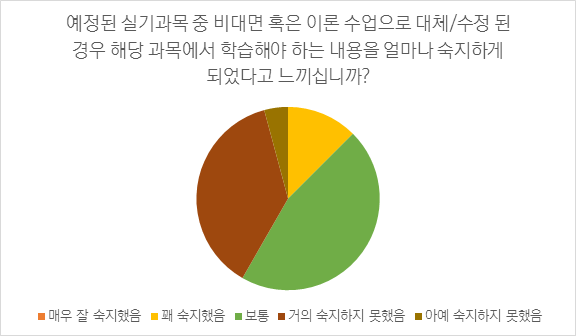 예정된 실기과목 중 비대면 혹은 이론 수업으로 대체/수정 된
경우 해당 과목에서 학습해야 하는 내용을 얼마나 숙지하게
되었다고 느끼십니까?
매우 잘 숙지했음 꽤 숙지했음 보통 거의 숙지하지 못했음 아예 숙지하지 못했음